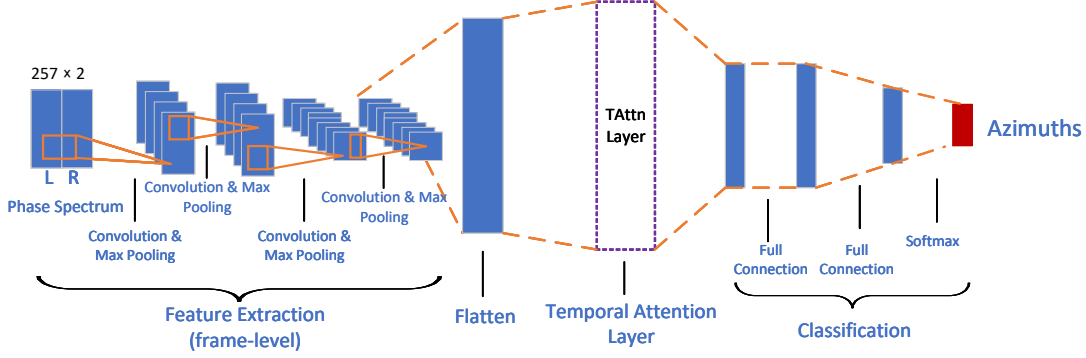 257 × 2
L R
Phase Spectrum
Convolution &
Max Pooling
Convolution & Max
Pooling
Convolution &
Max Pooling
Convolution & Max
Pooling
Feature Extraction
(frame-level)
Flatten
TAttn
Layer
Temporal Attention
Layer
Full
Connection
Full
Connection
Softmax
Classification
Azimuths